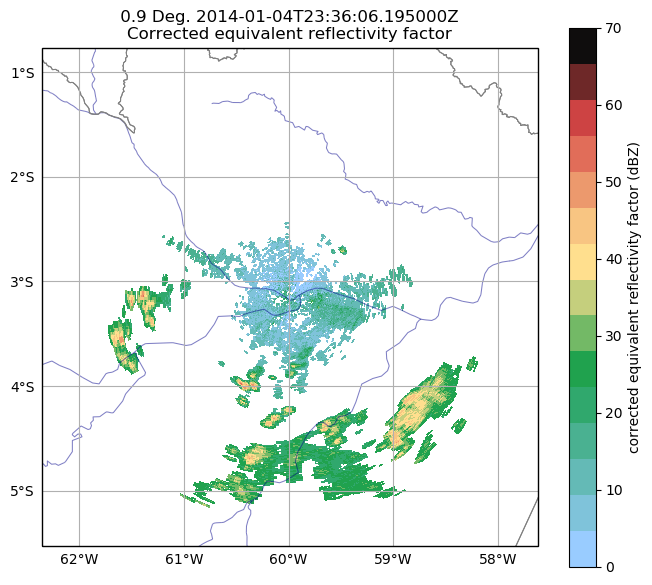 0.9 Deg. 2014-01-04T23:36:06.195000Z
Corrected equivalent reflectivity factor
1°S
2°S
3°S
4°S
5°S
62°W
61°W
60°W
59°W
58°W
70
60
50
40
30
20
10
0
corrected equivalent reflectivity factor (dBZ)